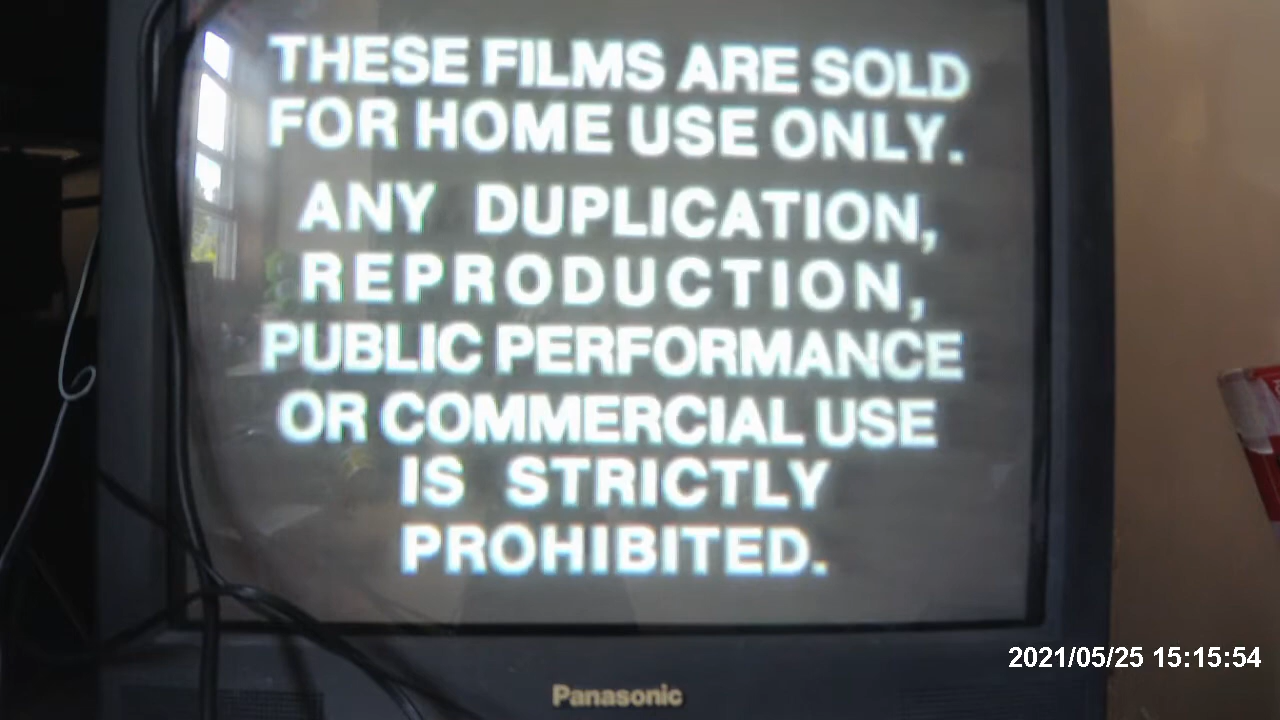 THESE FILMS ARE SOLD
FOR HOME USE ONLY.
ANY DUPLICATION,
REPRODUCTION,
PUBLIC PERFORMANCE
OR COMMERCIAL USE
IS STRICTLY
PROHIBITED.
2021/05/25 15:15:54
Panasonic